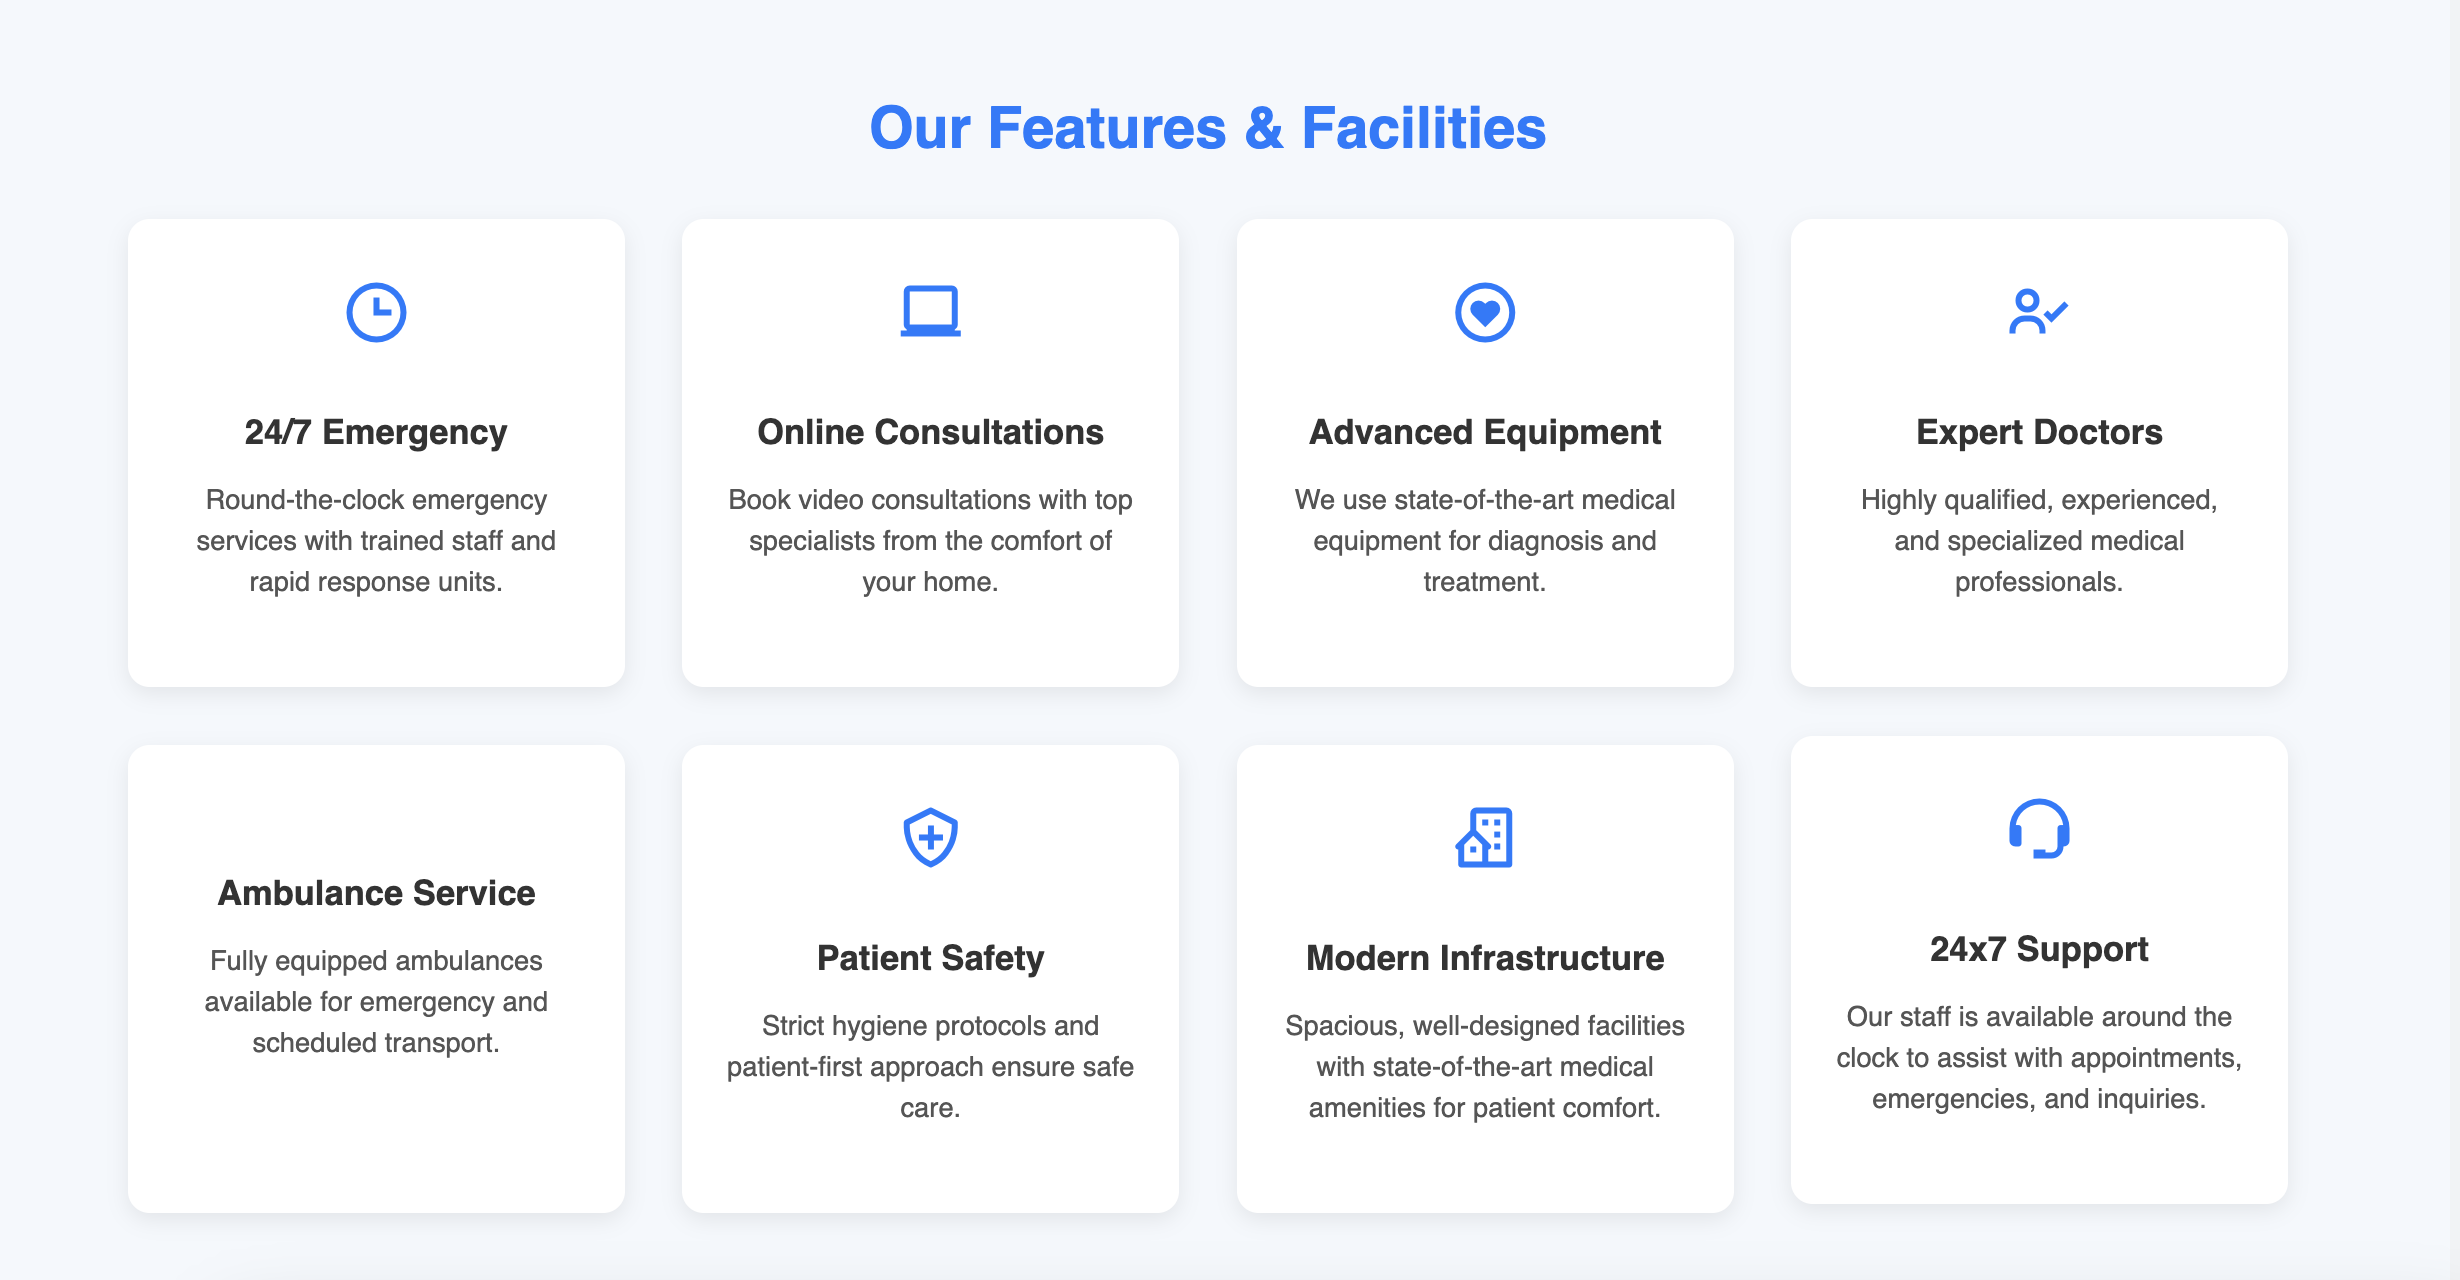 Our Features & Facilities
24/7 Emergency
Round-the-clock emergency
services with trained staff and
rapid response units.
Online Consultations
Book video consultations with top
specialists from the comfort of
your home.
Advanced Equipment
We use state-of-the-art medical
equipment for diagnosis and
treatment.
Expert Doctors
Highly qualified, experienced,
and specialized medical
professionals.
Ambulance Service
Fully equipped ambulances
available for emergency and
scheduled transport.
Patient Safety
Strict hygiene protocols and
patient-first approach ensure safe
care.
Modern Infrastructure
Spacious, well-designed facilities
with state-of-the-art medical
amenities for patient comfort.
24x7 Support
Our staff is available around the
clock to assist with appointments,
emergencies, and inquiries.